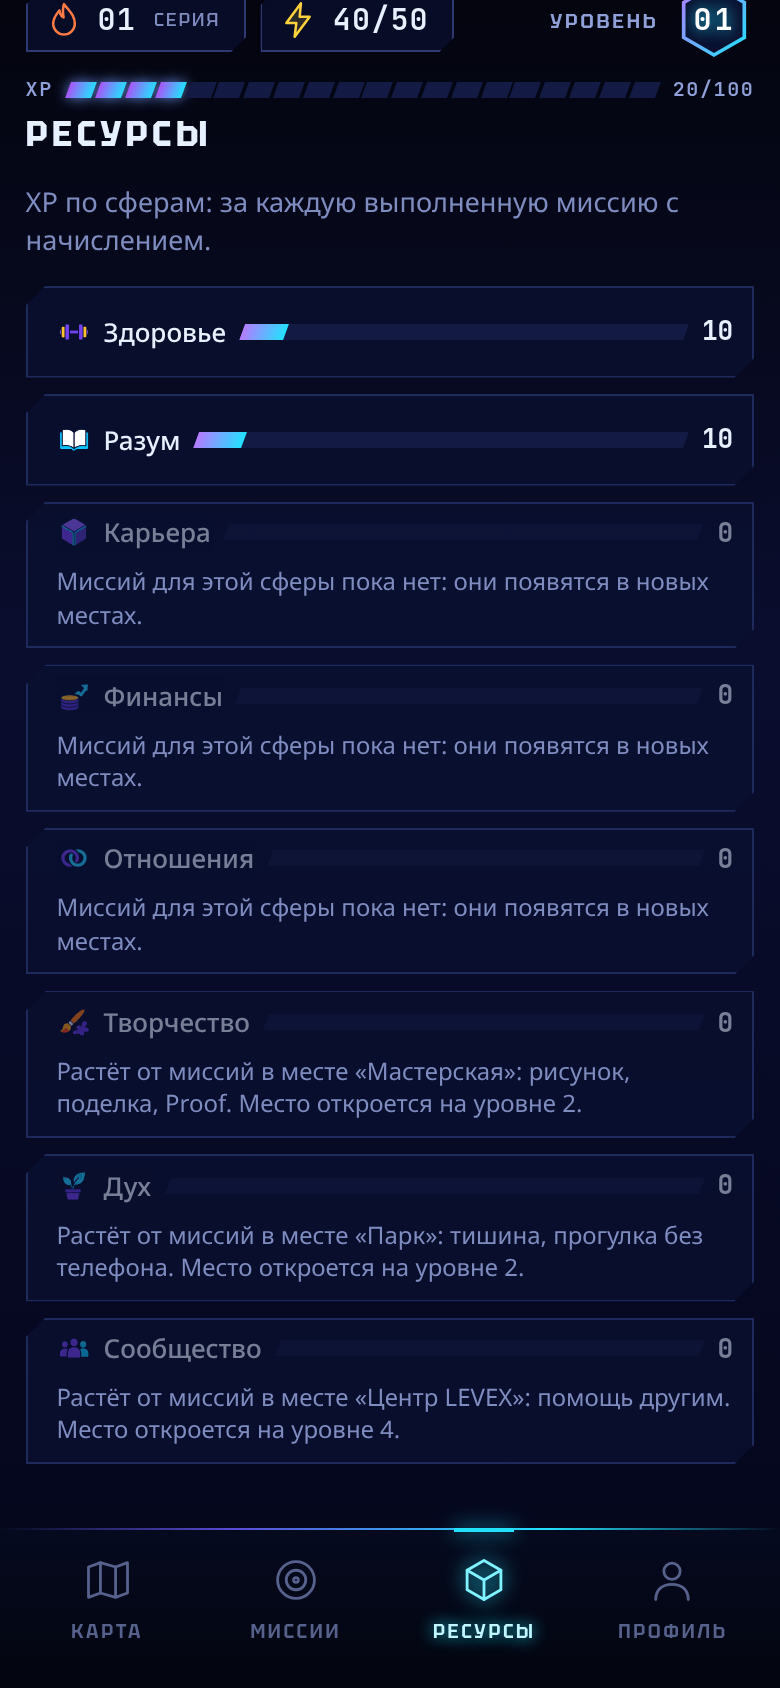 01 СЕРИЯ 40/50 УРОВЕНЬ 01
XP 20/100
РЕСУРСЫ
XP по сферам: за каждую выполненную миссию с
начислением.
Здоровье 10
Разум 10
Карьера 0
Миссий для этой сферы пока нет: они появятся в новых
местах.
Финансы 0
Миссий для этой сферы пока нет: они появятся в новых
местах.
Отношения 0
Миссий для этой сферы пока нет: они появятся в новых
местах.
Творчество 0
Растёт от миссий в месте «Мастерская»: рисунок,
поделка, Proof. Место откроется на уровне 2.
Дух 0
Растёт от миссий в месте «Парк»: тишина, прогулка без
телефона. Место откроется на уровне 2.
Сообщество 0
Растёт от миссий в месте «Центр LEVEX»: помощь другим.
Место откроется на уровне 4.
КАРТА МИССИИ РЕСУРСЫ ПРОФИЛЬ